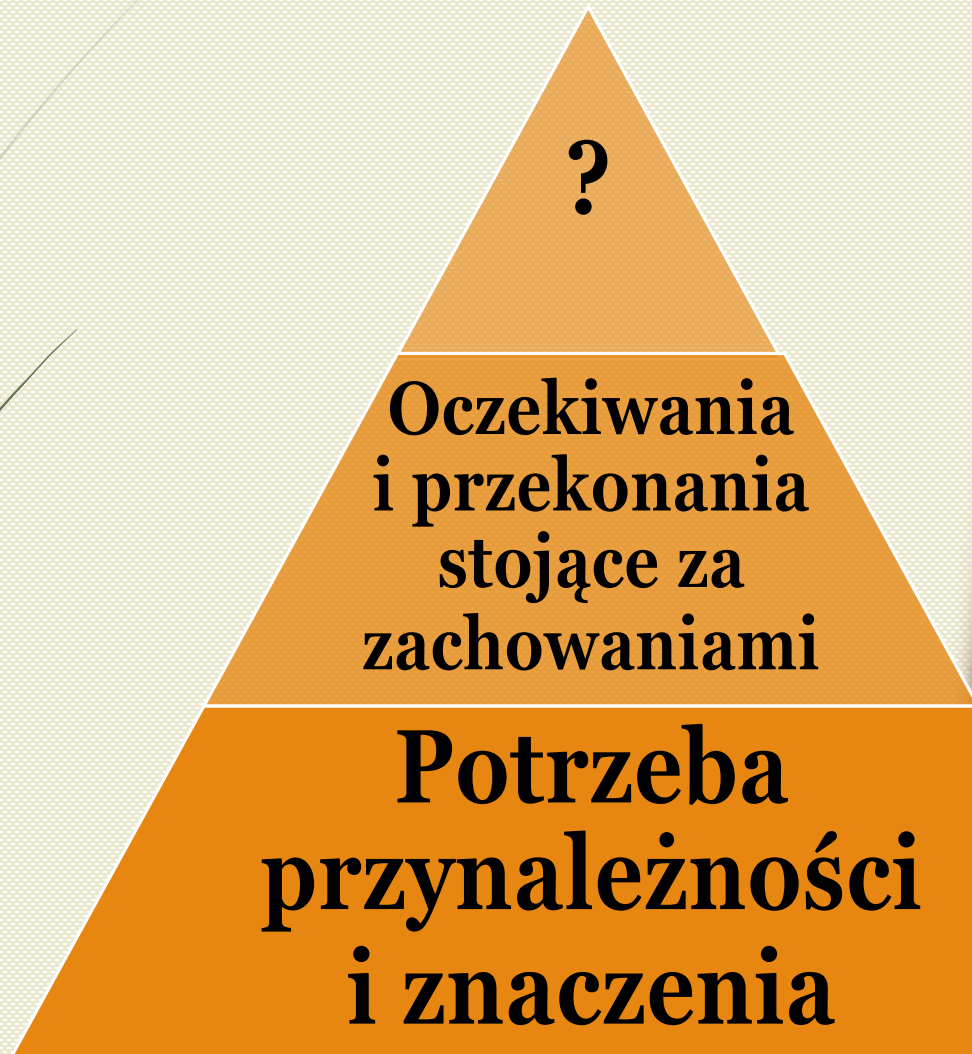 ?
Oczekiwania
i przekonania
stojące za
zachowaniami
Potrzeba
przynależności
i znaczenia